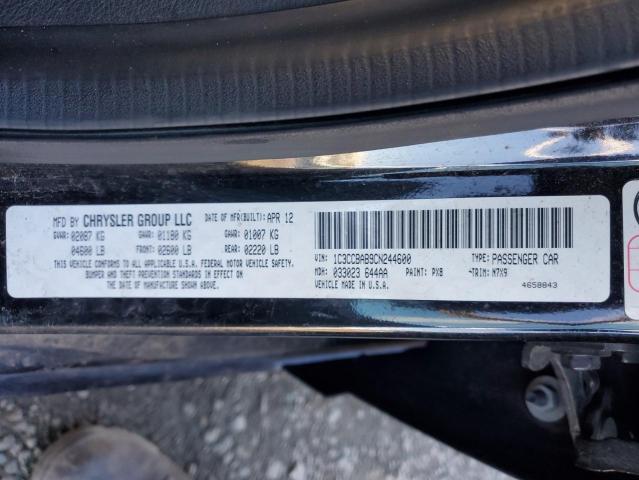 MFD BY CHRYSLER GROUP LLC DATE OF MFR(BUILT): APR 12
GVWR: 02087 KG GAWR: 01180 KG GAWR: 01007 KG
04600 LB FRONT: 02600 LB REAR: 02220 LB
THIS VEHICLE CONFORMS TO ALL APPLICABLE U.S.A. FEDERAL MOTOR VEHICLE SAFETY,
BUMPER AND THEFT PREVENTION STANDARDS IN EFFECT ON
THE DATE OF MANUFACTURE SHOWN ABOVE.
VIN: 1C3CCBAB9CN244600 TYPE: PASSENGER CAR
MDH: 033023 644AA PAINT: PX8 TRIM: N7X9
VEHICLE MADE IN U.S.A. 4658843